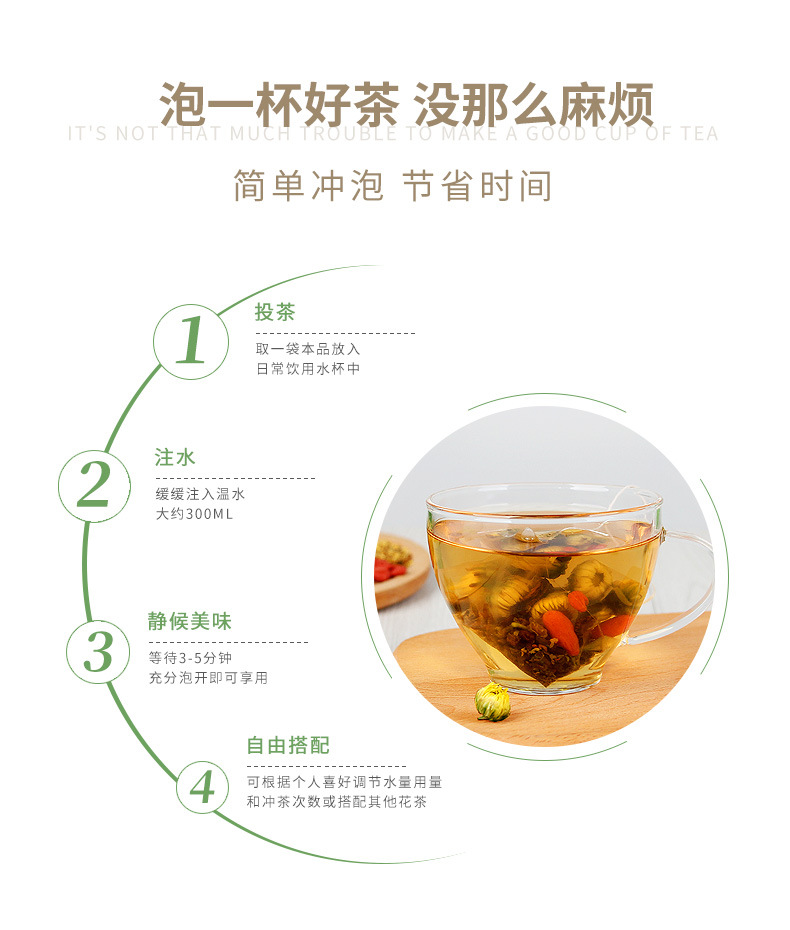 泡一杯好茶 没那么麻烦
IT'S NOT THAT MUCH TROUBLE TO MAKE A GOOD CUP OF TEA
简单冲泡 节省时间
1
投茶
取一袋本品放入
日常饮用水杯中
2
注水
缓缓注入温水
大约300ML
3
静候美味
等待3-5分钟
充分泡开即可享用
4
自由搭配
可根据个人喜好调节水量用量
和冲茶次数或搭配其他花茶